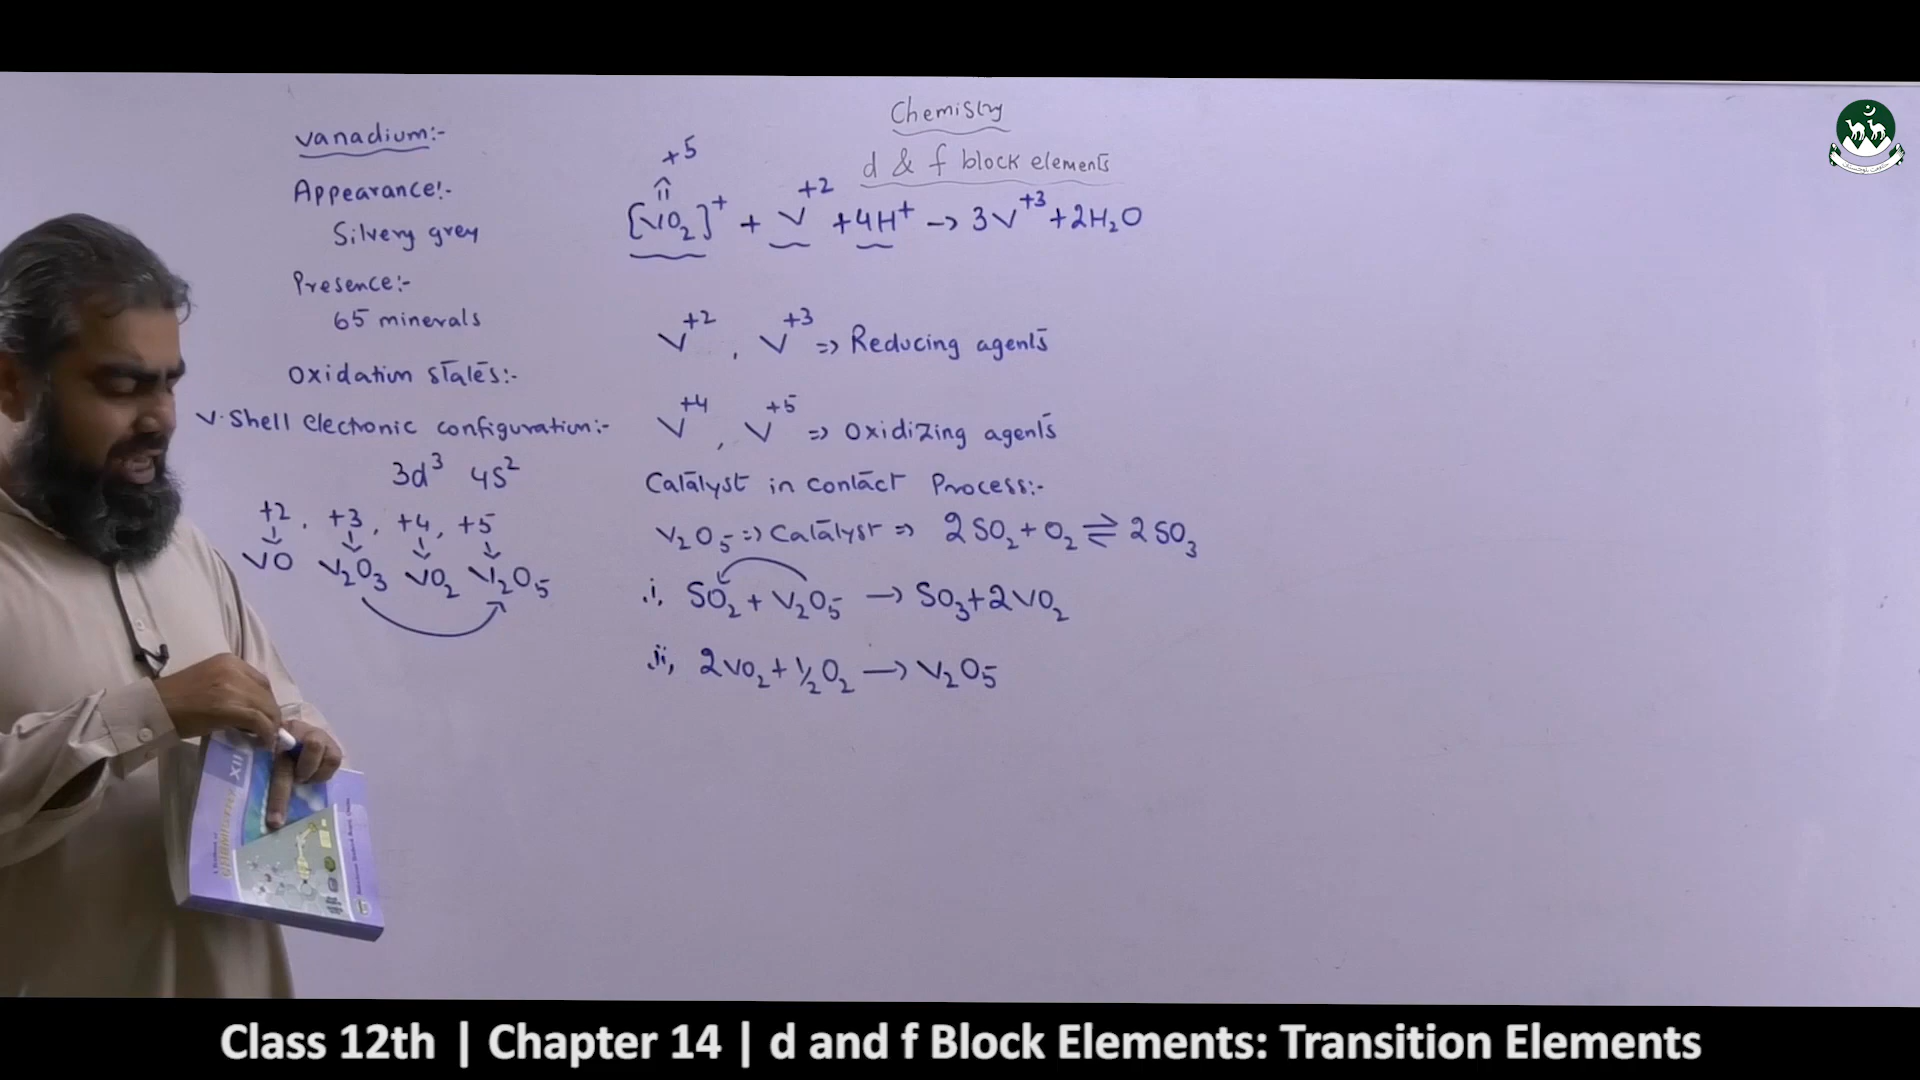 Chemistry
d & f block elements
Vanadium:-
Appearance:-
Silvery grey
Presence:-
65 minerals
Oxidation states:-
V.Shell electronic configuration:-
3d³ 4s²
+2, +3, +4, +5
VO V₂O₃ VO₂ V₂O₅
+5
[VO₂]⁺ + V⁺² + 4H⁺ → 3V⁺³ + 2H₂O
V⁺², V⁺³ => Reducing agents
V⁺⁴, V⁺⁵ => Oxidizing agents
Catalyst in contact Process:-
V₂O₅ => Catalyst => 2SO₂ + O₂ ⇌ 2SO₃
i, SO₂ + V₂O₅ → SO₃ + 2VO₂
ii, 2VO₂ + ½O₂ → V₂O₅
CHEMISTRY
XII
Class 12th | Chapter 14 | d and f Block Elements: Transition Elements